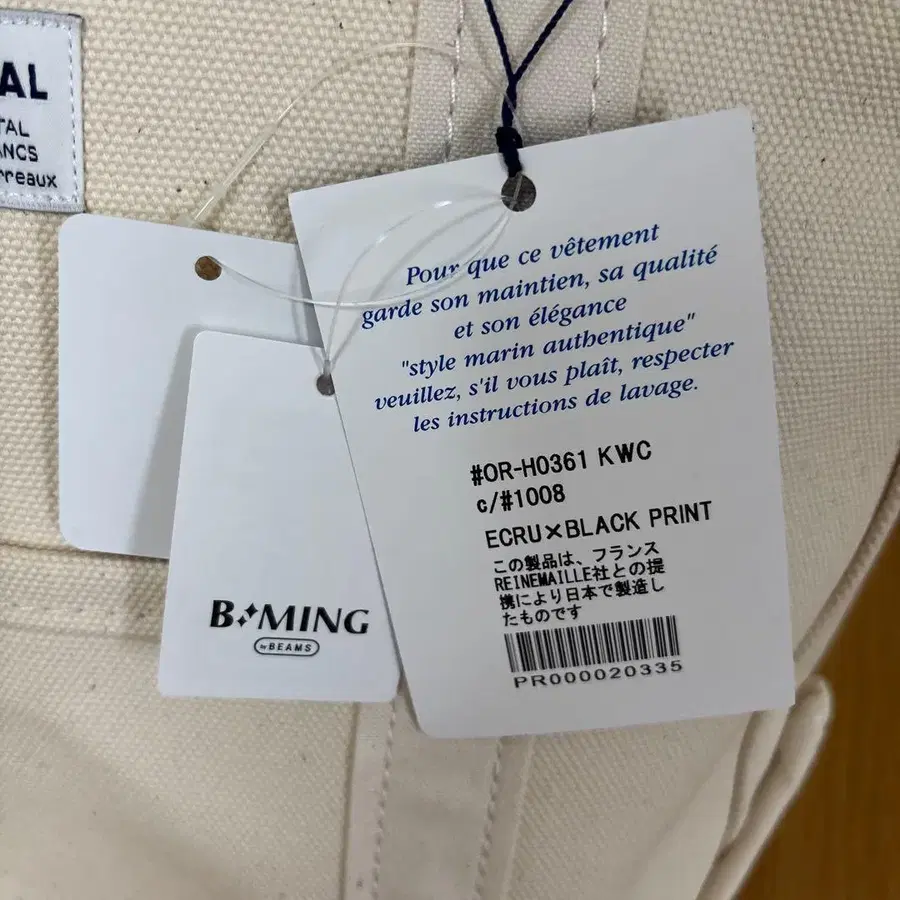 AL
TAL
ANCS
rreaux
Pour que ce vêtement
garde son maintien, sa qualité
et son élégance
"style marin authentique"
veuillez, s'il vous plaît, respecter
les instructions de lavage.
#OR-H0361 KWC
c/#1008
ECRU×BLACK PRINT
この製品は、フランス
REINEMAILLE社との提
携により日本で製造し
たものです
PR000020335
B MING
by BEAMS